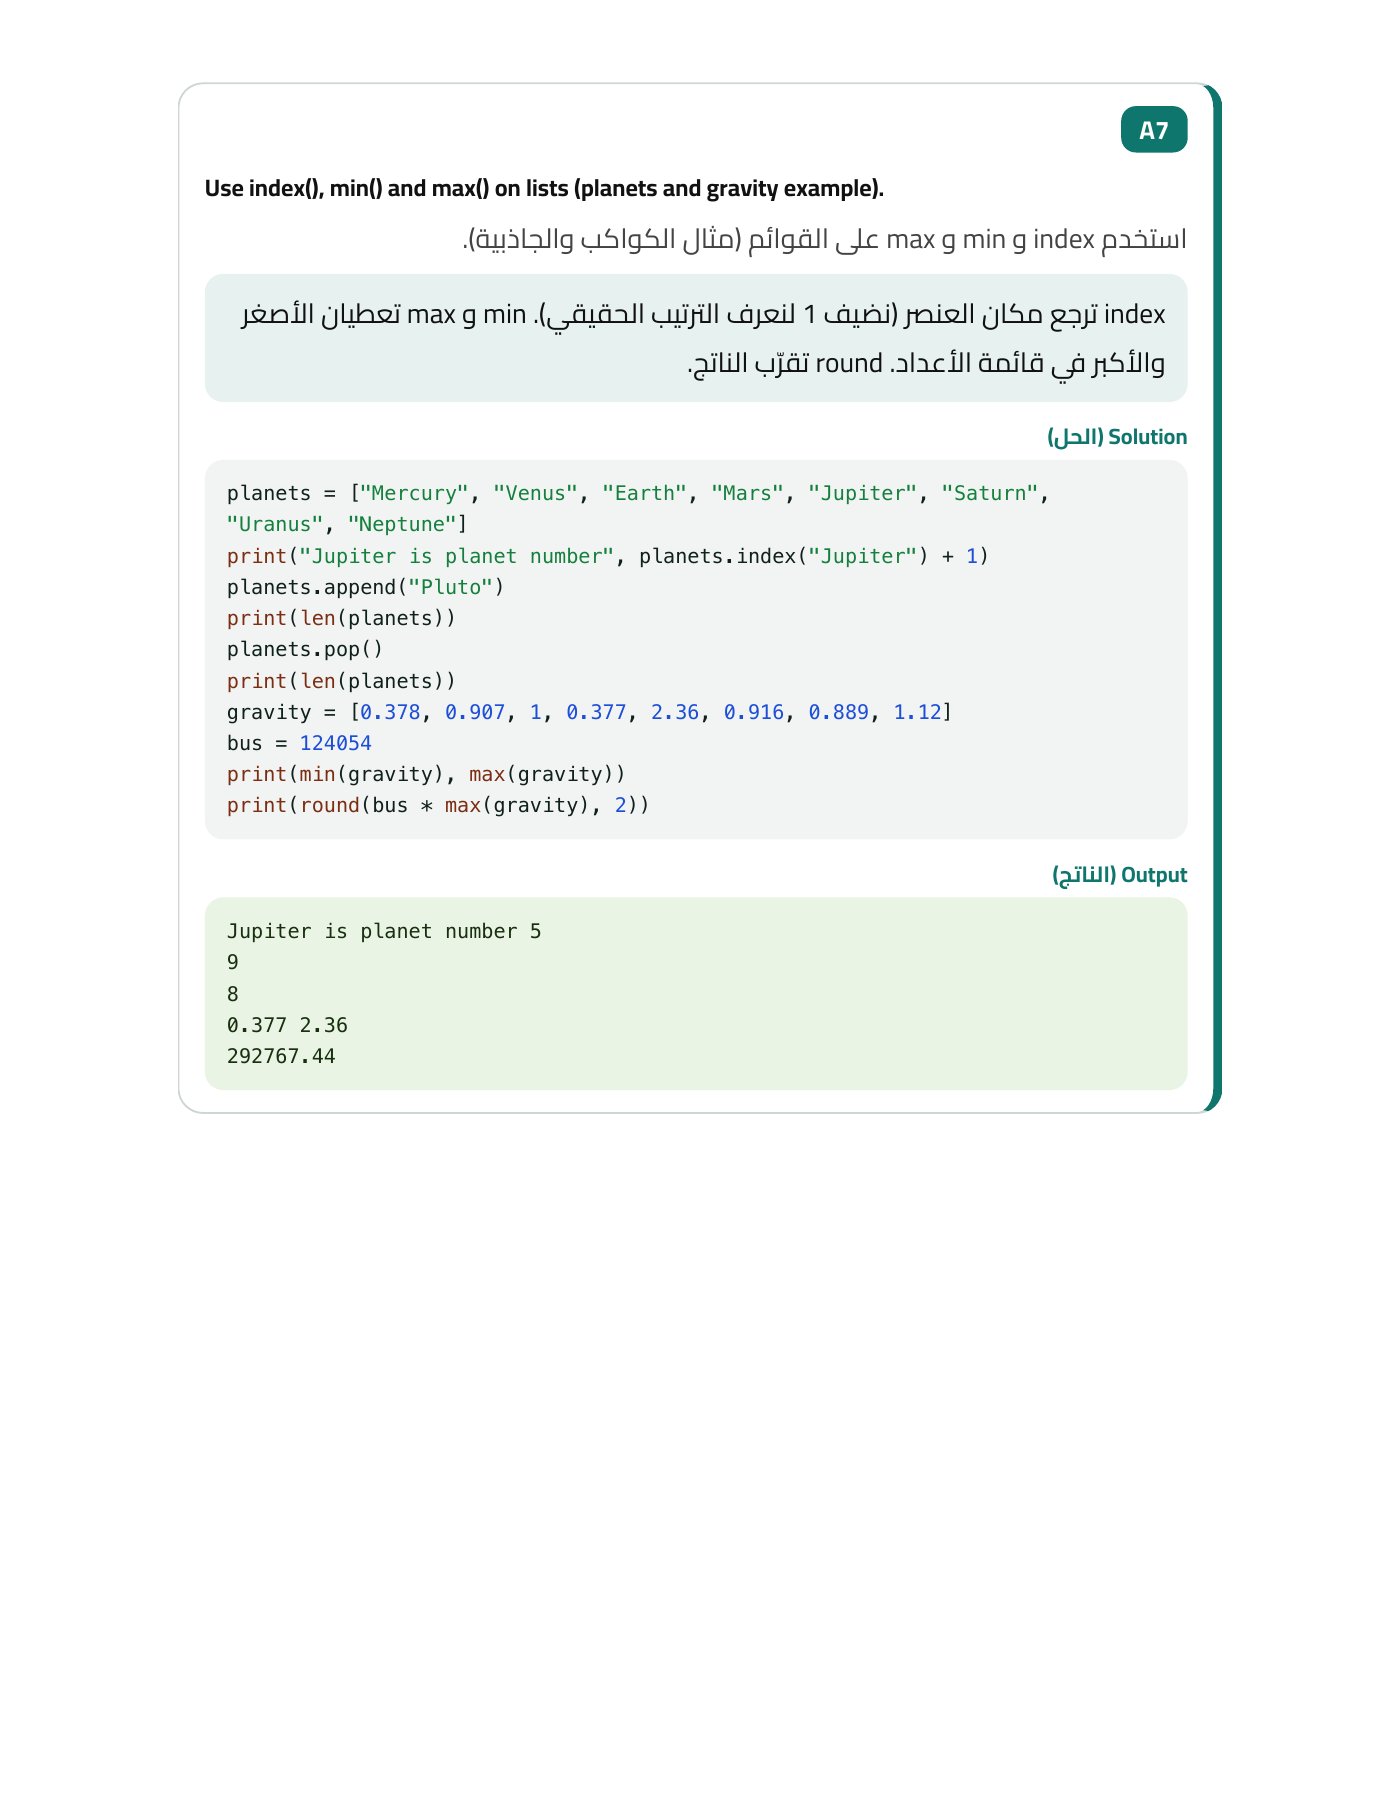 A7
Use index(), min() and max() on lists (planets and gravity example).
استخدم index و min و max على القوائم (مثال الكواكب والجاذبية).
index ترجع مكان العنصر (نضيف 1 لنعرف الترتيب الحقيقي). min و max تعطيان الأصغر
والأكبر في قائمة الأعداد. round تقرّب الناتج.
Solution (الحل)
planets = ["Mercury", "Venus", "Earth", "Mars", "Jupiter", "Saturn",
"Uranus", "Neptune"]
print("Jupiter is planet number", planets.index("Jupiter") + 1)
planets.append("Pluto")
print(len(planets))
planets.pop()
print(len(planets))
gravity = [0.378, 0.907, 1, 0.377, 2.36, 0.916, 0.889, 1.12]
bus = 124054
print(min(gravity), max(gravity))
print(round(bus * max(gravity), 2))
Output (الناتج)
Jupiter is planet number 5
9
8
0.377 2.36
292767.44